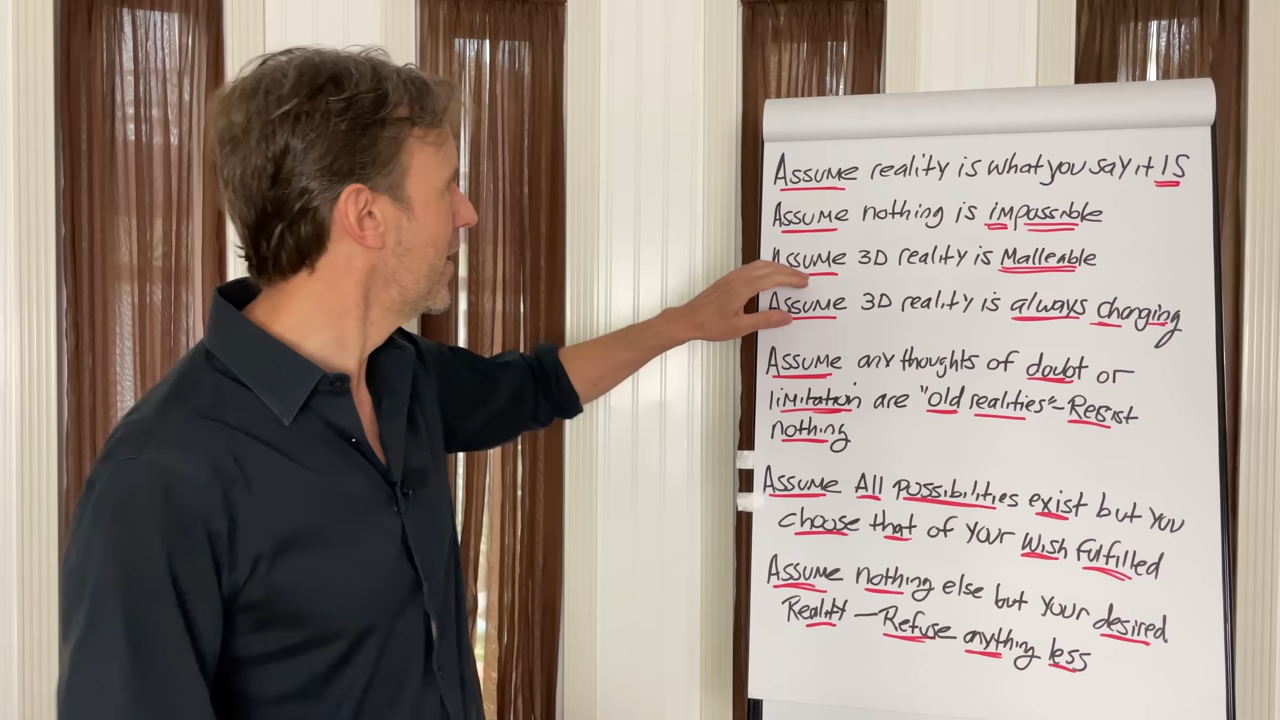 Assume reality is what you say it IS
Assume nothing is impossible
Assume 3D reality is Malleable
Assume 3D reality is always changing
Assume any thoughts of doubt or
limitation are "Old realities" - Resist
nothing
Assume All possibilities exist but you
choose that of your wish fulfilled
Assume nothing else but your desired
Reality - Refuse anything less